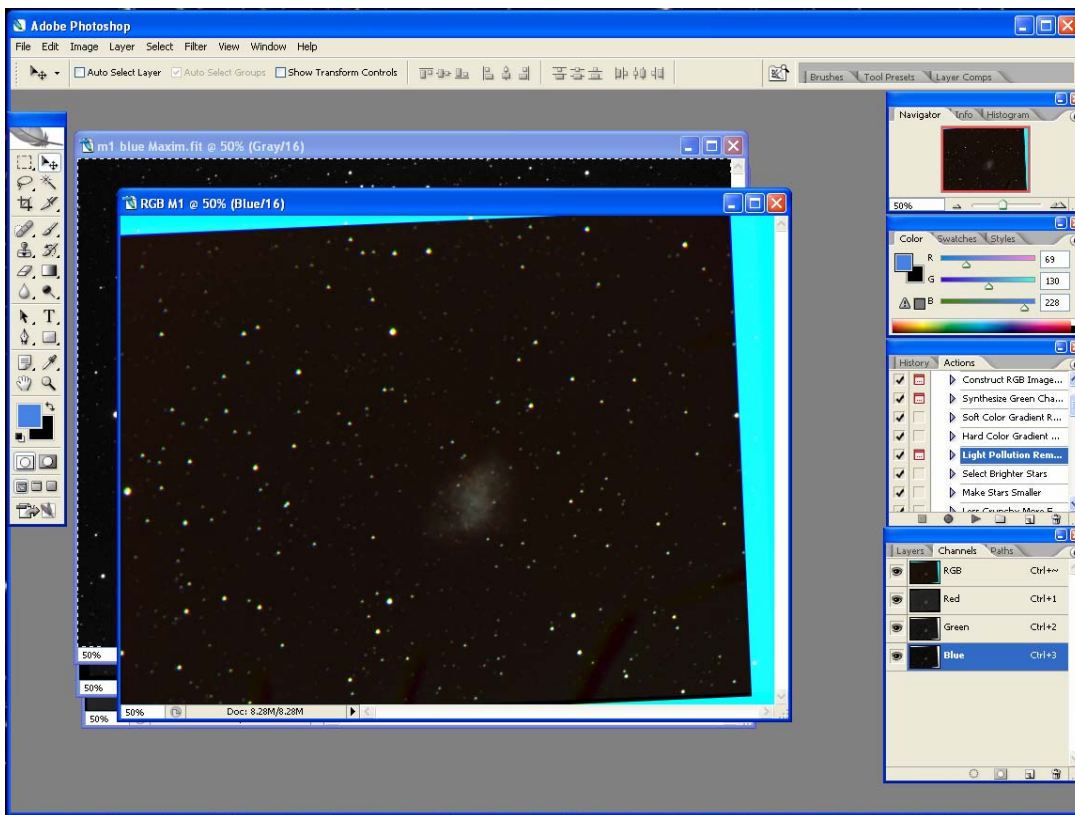 Adobe Photoshop
File Edit Image Layer Select Filter View Window Help
Auto Select Layer Auto Select Groups Show Transform Controls
Brushes Tool Presets Layer Comps
m1 blue Maxim.fit @ 50% (Gray/16)
RGB M1 @ 50% (Blue/16)
50%
50%
50%
50% Doc: 8.28M/8.28M
Navigator Info Histogram
50%
Color Swatches Styles
R 69
G 130
B 228
History Actions
Construct RGB Image...
Synthesize Green Cha...
Soft Color Gradient R...
Hard Color Gradient ...
Light Pollution Rem...
Select Brighter Stars
Make Stars Smaller
Less Crunchy More F...
Layers Channels Paths
RGB Ctrl+~
Red Ctrl+1
Green Ctrl+2
Blue Ctrl+3